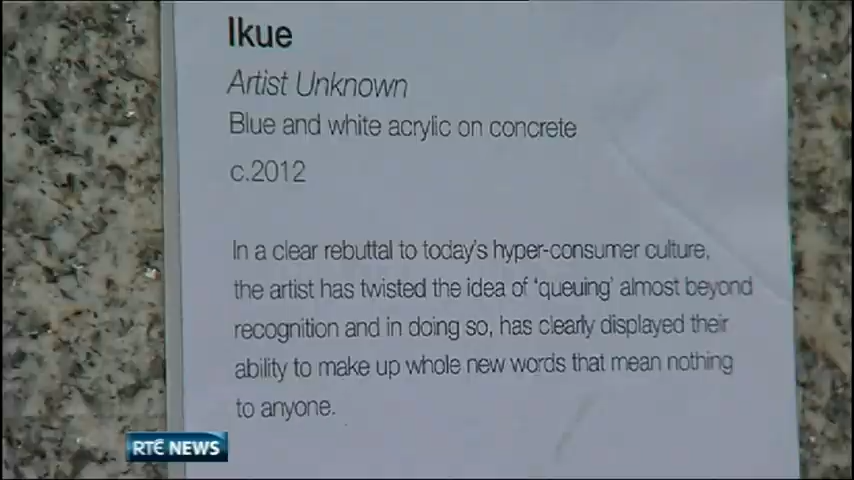 Ikue
Artist Unknown
Blue and white acrylic on concrete
c.2012
In a clear rebuttal to today's hyper-consumer culture,
the artist has twisted the idea of 'queuing' almost beyond
recognition and in doing so, has clearly displayed their
ability to make up whole new words that mean nothing
to anyone.
RTÉ NEWS